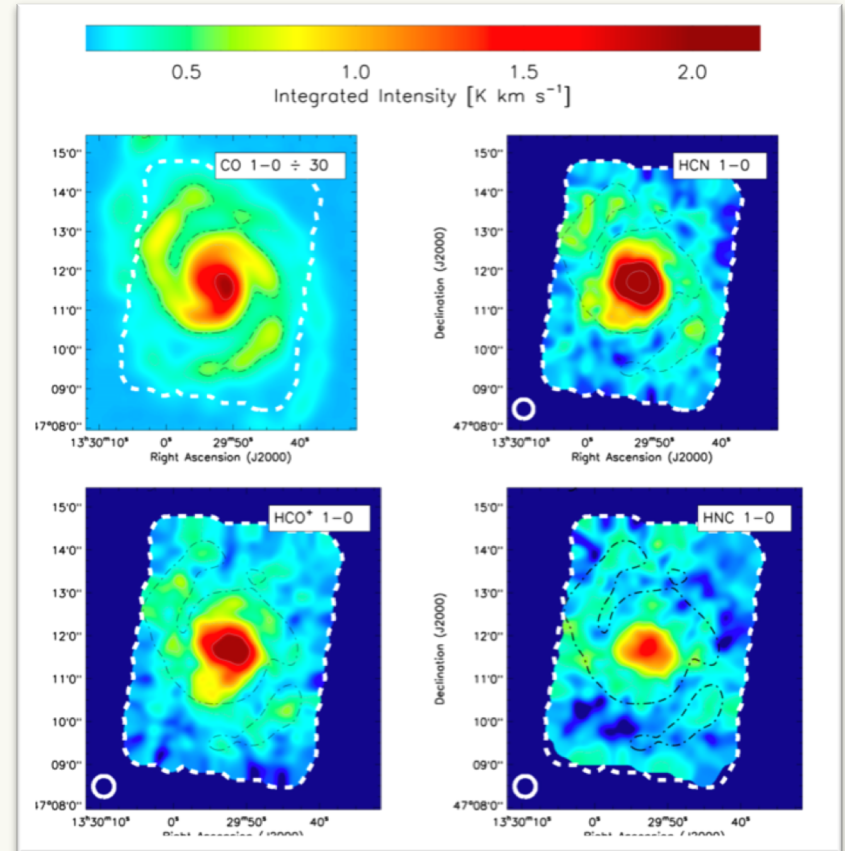 0.5 1.0 1.5 2.0
Integrated Intensity [K km s⁻¹]
CO 1-0 ÷ 30
15'0"
14'0"
13'0"
12'0"
11'0"
10'0"
09'0"
47°08'0"
13ʰ30ᵐ10ˢ 0ˢ 29ᵐ50ˢ 40ˢ
Right Ascension (J2000)
HCN 1-0
Declination (J2000)
15'0"
14'0"
13'0"
12'0"
11'0"
10'0"
09'0"
47°08'0"
13ʰ30ᵐ10ˢ 0ˢ 29ᵐ50ˢ 40ˢ
Right Ascension (J2000)
HCO⁺ 1-0
15'0"
14'0"
13'0"
12'0"
11'0"
10'0"
09'0"
47°08'0"
13ʰ30ᵐ10ˢ 0ˢ 29ᵐ50ˢ 40ˢ
Right Ascension (J2000)
HNC 1-0
Declination (J2000)
15'0"
14'0"
13'0"
12'0"
11'0"
10'0"
09'0"
47°08'0"
13ʰ30ᵐ10ˢ 0ˢ 29ᵐ50ˢ 40ˢ
Right Ascension (J2000)